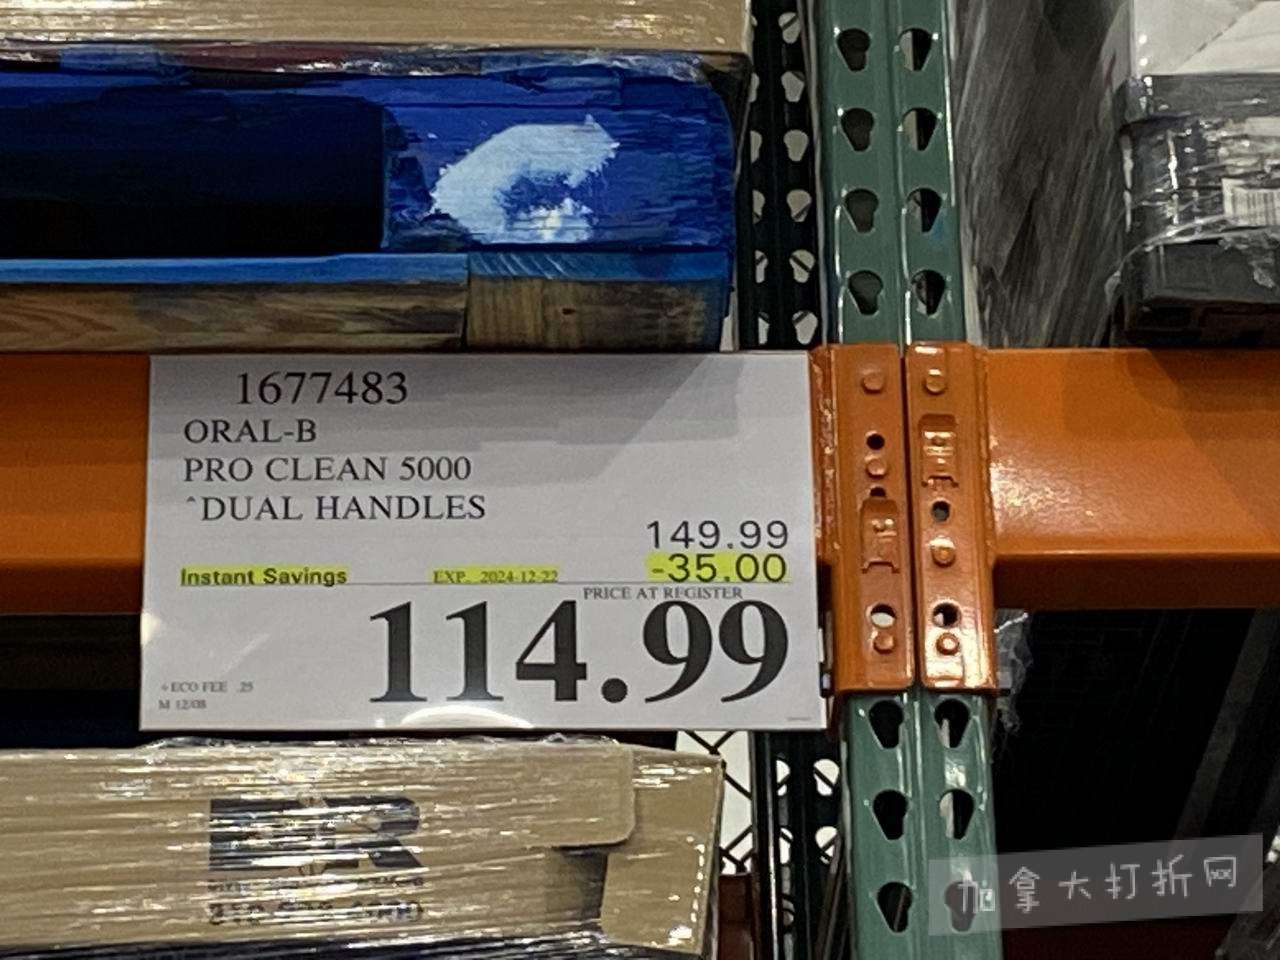 1677483
ORAL-B
PRO CLEAN 5000
^DUAL HANDLES
149.99
Instant Savings EXP. 2024-12-22 -35.00
PRICE AT REGISTER
114.99
+ECO FEE .25
M 12/08
加拿大打折网